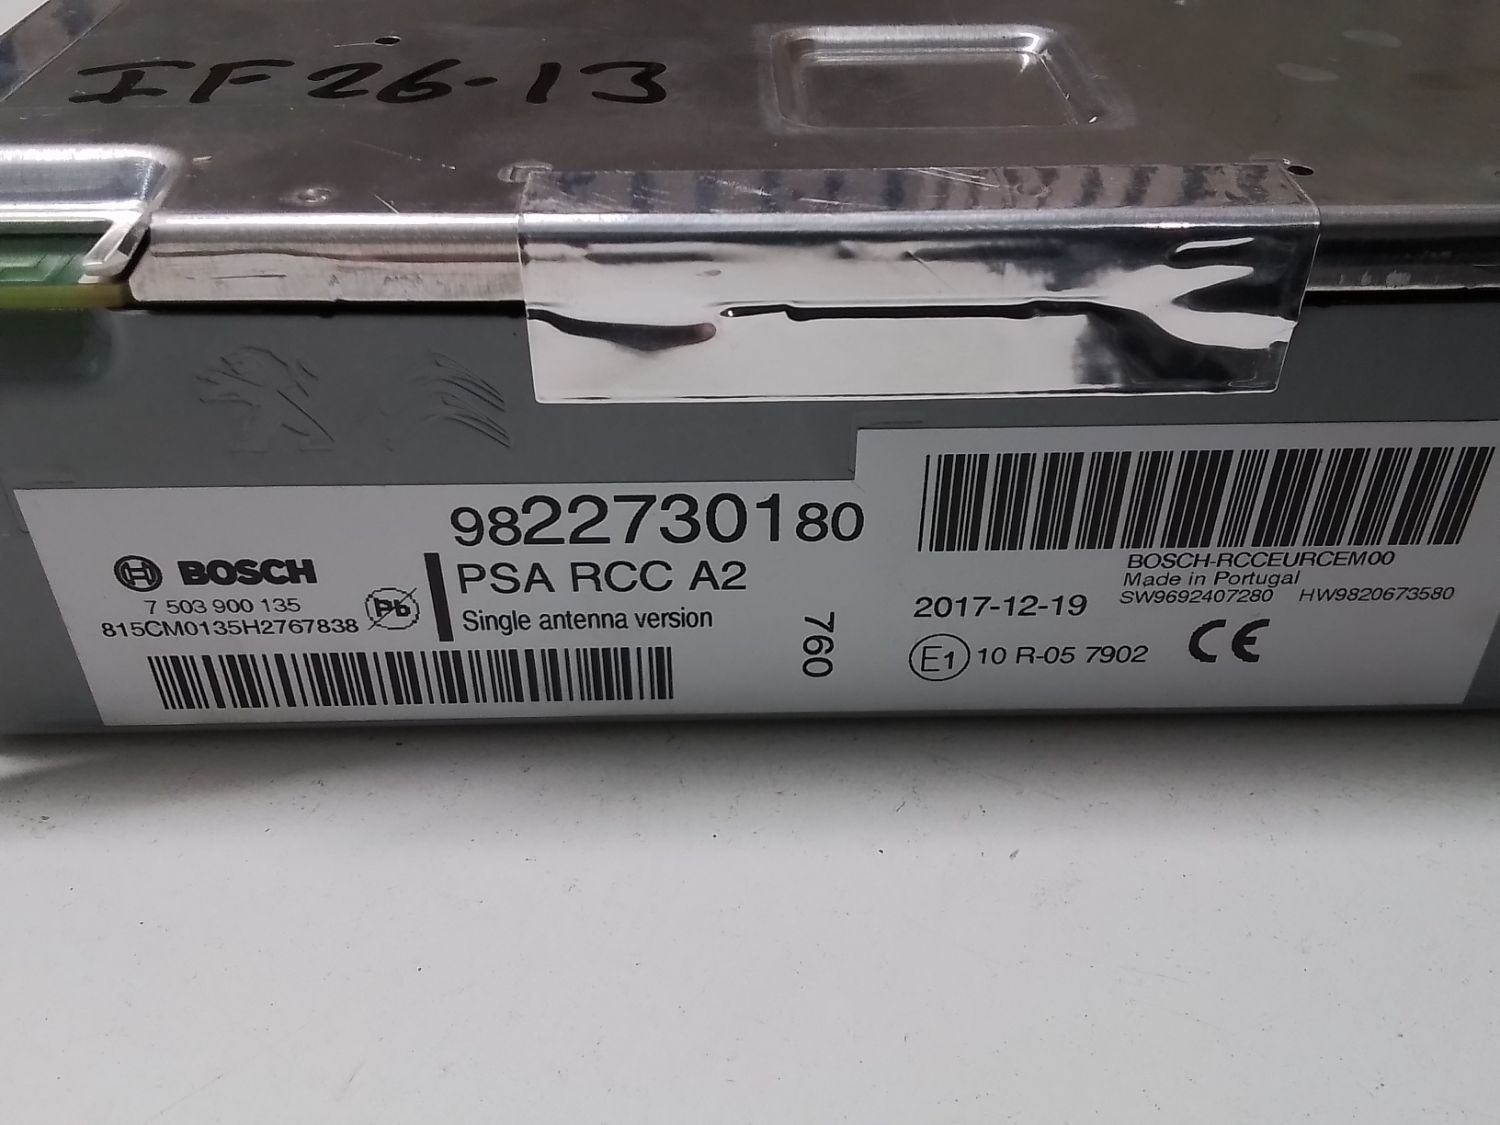 IF26-13
9822730180
BOSCH
7 503 900 135
815CM0135H2767838
Pb
PSA RCC A2
Single antenna version
760
BOSCH-RCCEURCEM00
Made in Portugal
2017-12-19
SW9692407280 HW9820673580
E1 10 R-05 7902
CE